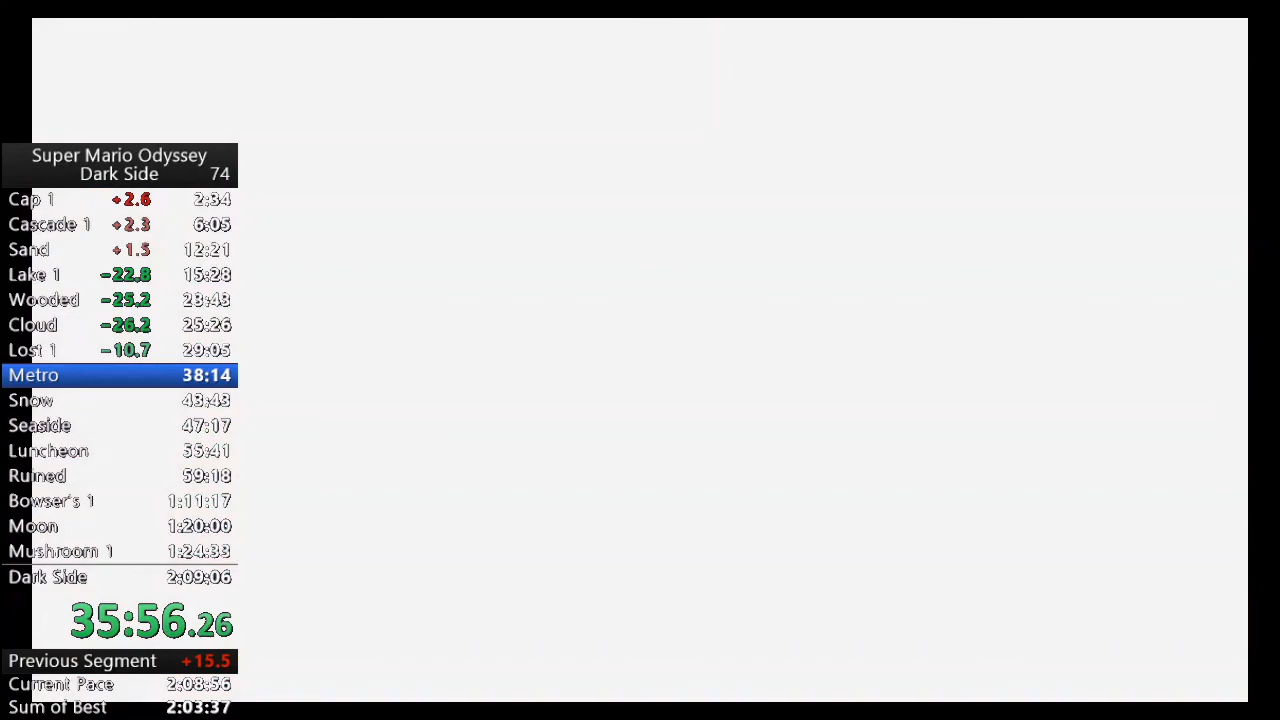 Super Mario Odyssey
Dark Side 74
Cap 1 +2.6 2:34
Cascade 1 +2.3 6:05
Sand +1.5 12:21
Lake 1 -22.8 15:28
Wooded -25.2 23:43
Cloud -26.2 25:26
Lost 1 -10.7 29:05
Metro 38:14
Snow 43:43
Seaside 47:17
Luncheon 55:41
Ruined 59:18
Bowser's 1 1:11:17
Moon 1:20:00
Mushroom 1 1:24:33
Dark Side 2:09:06
35:56.26
Previous Segment +15.5
Current Pace 2:08:56
Sum of Best 2:03:37